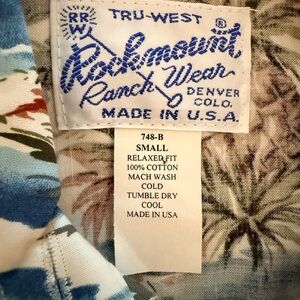 TRU-WEST
RR
W
Rockmount
®
Ranch Wear
DENVER
COLO.
MADE IN U.S.A.
748-B
SMALL
RELAXED FIT
100% COTTON
MACH WASH
COLD
TUMBLE DRY
COOL
MADE IN USA